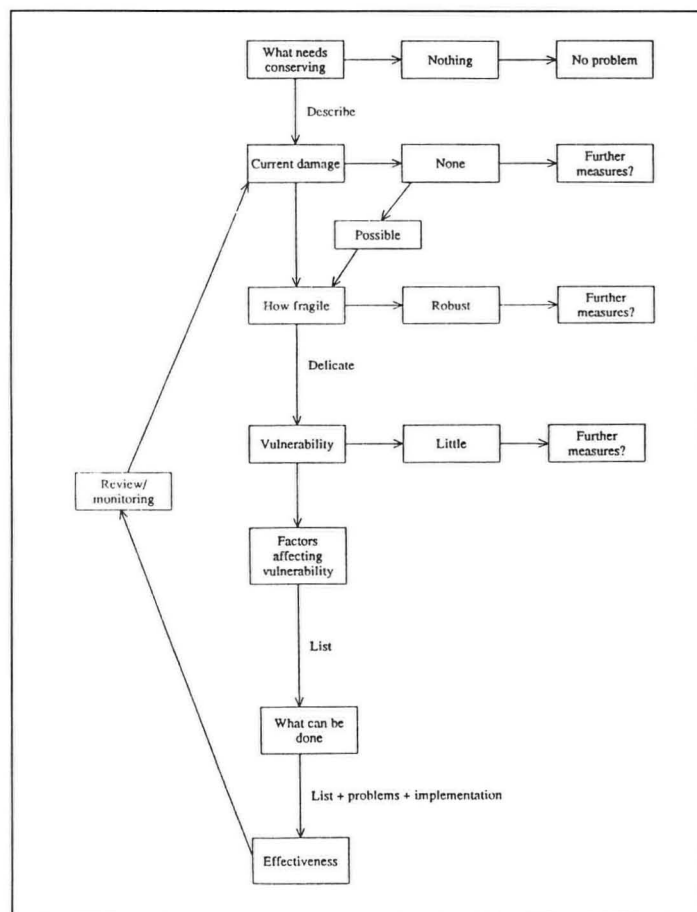 What needs
conserving
Nothing
No problem
Describe
Current damage
None
Further
measures?
Possible
How fragile
Robust
Further
measures?
Delicate
Vulnerability
Little
Further
measures?
Review/
monitoring
Factors
affecting
vulnerability
List
What can be
done
List + problems + implementation
Effectiveness